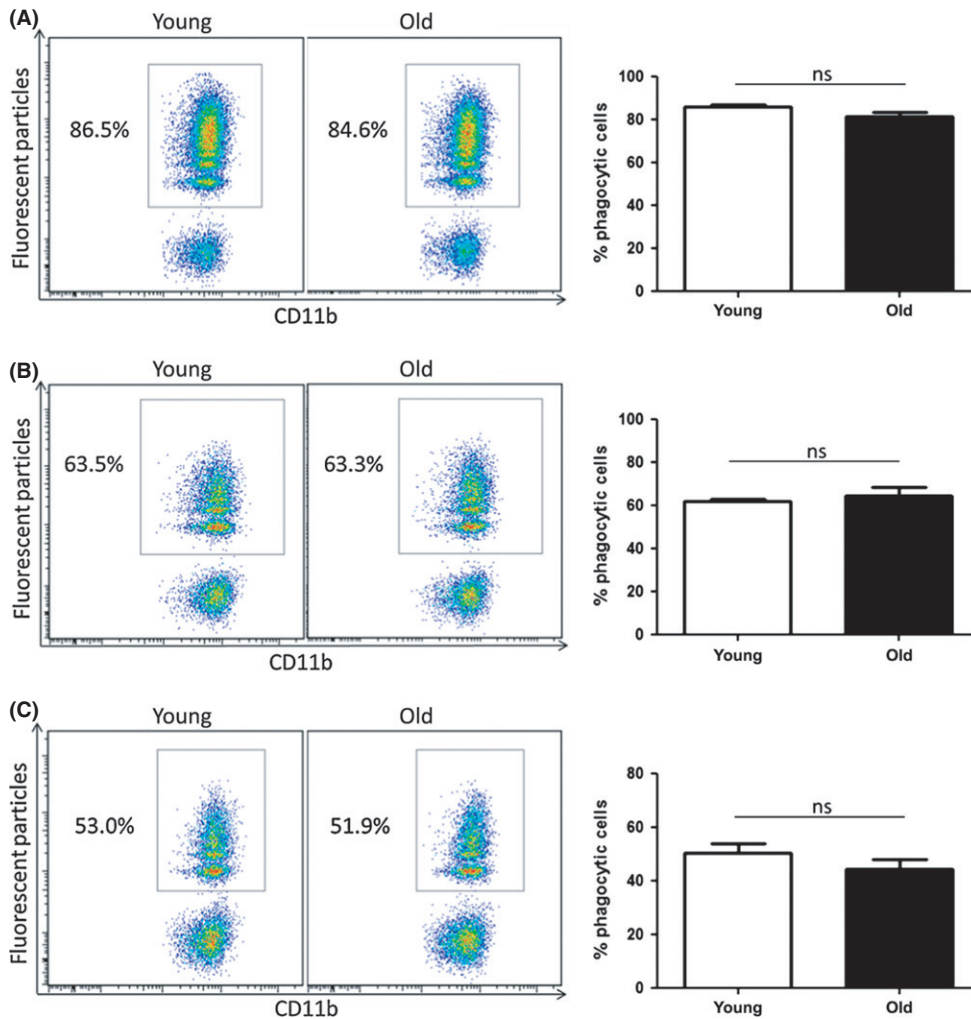 (A)
Young Old
Fluorescent particles
86.5% 84.6%
CD11b
% phagocytic cells
100
80
60
40
20
0
ns
Young Old
(B)
Young Old
Fluorescent particles
63.5% 63.3%
CD11b
% phagocytic cells
100
80
60
40
20
0
ns
Young Old
(C)
Young Old
Fluorescent particles
53.0% 51.9%
CD11b
% phagocytic cells
80
60
40
20
0
ns
Young Old